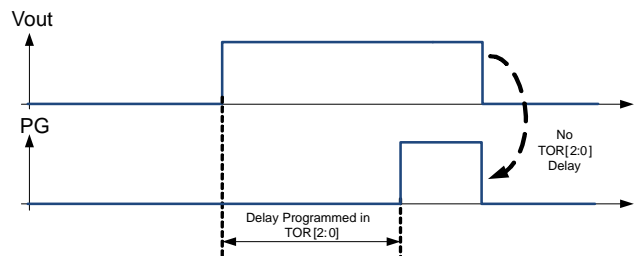 Vout
PG
No
TOR[2:0]
Delay
Delay Programmed in
TOR[2:0]